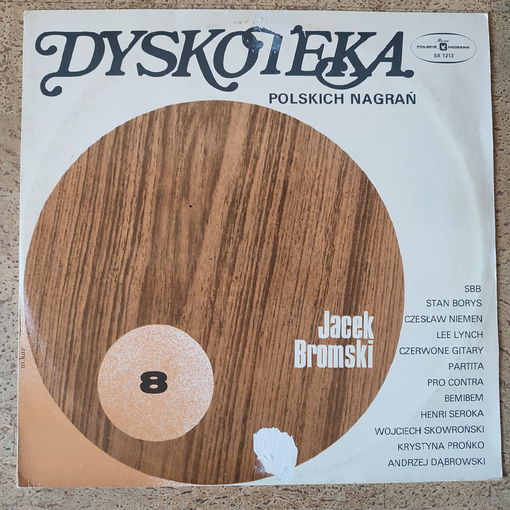 DYSKOTEKA
Muza
POLSKIE NAGRANIA
SX 1213
POLSKICH NAGRAŃ
SBB
STAN BORYS
CZESŁAW NIEMEN
LEE LYNCH
CZERWONE GITARY
PARTITA
PRO CONTRA
BEMIBEM
HENRI SEROKA
WOJCIECH SKOWROŃSKI
KRYSTYNA PROŃKO
ANDRZEJ DĄBROWSKI
Jacek
Bromski
8